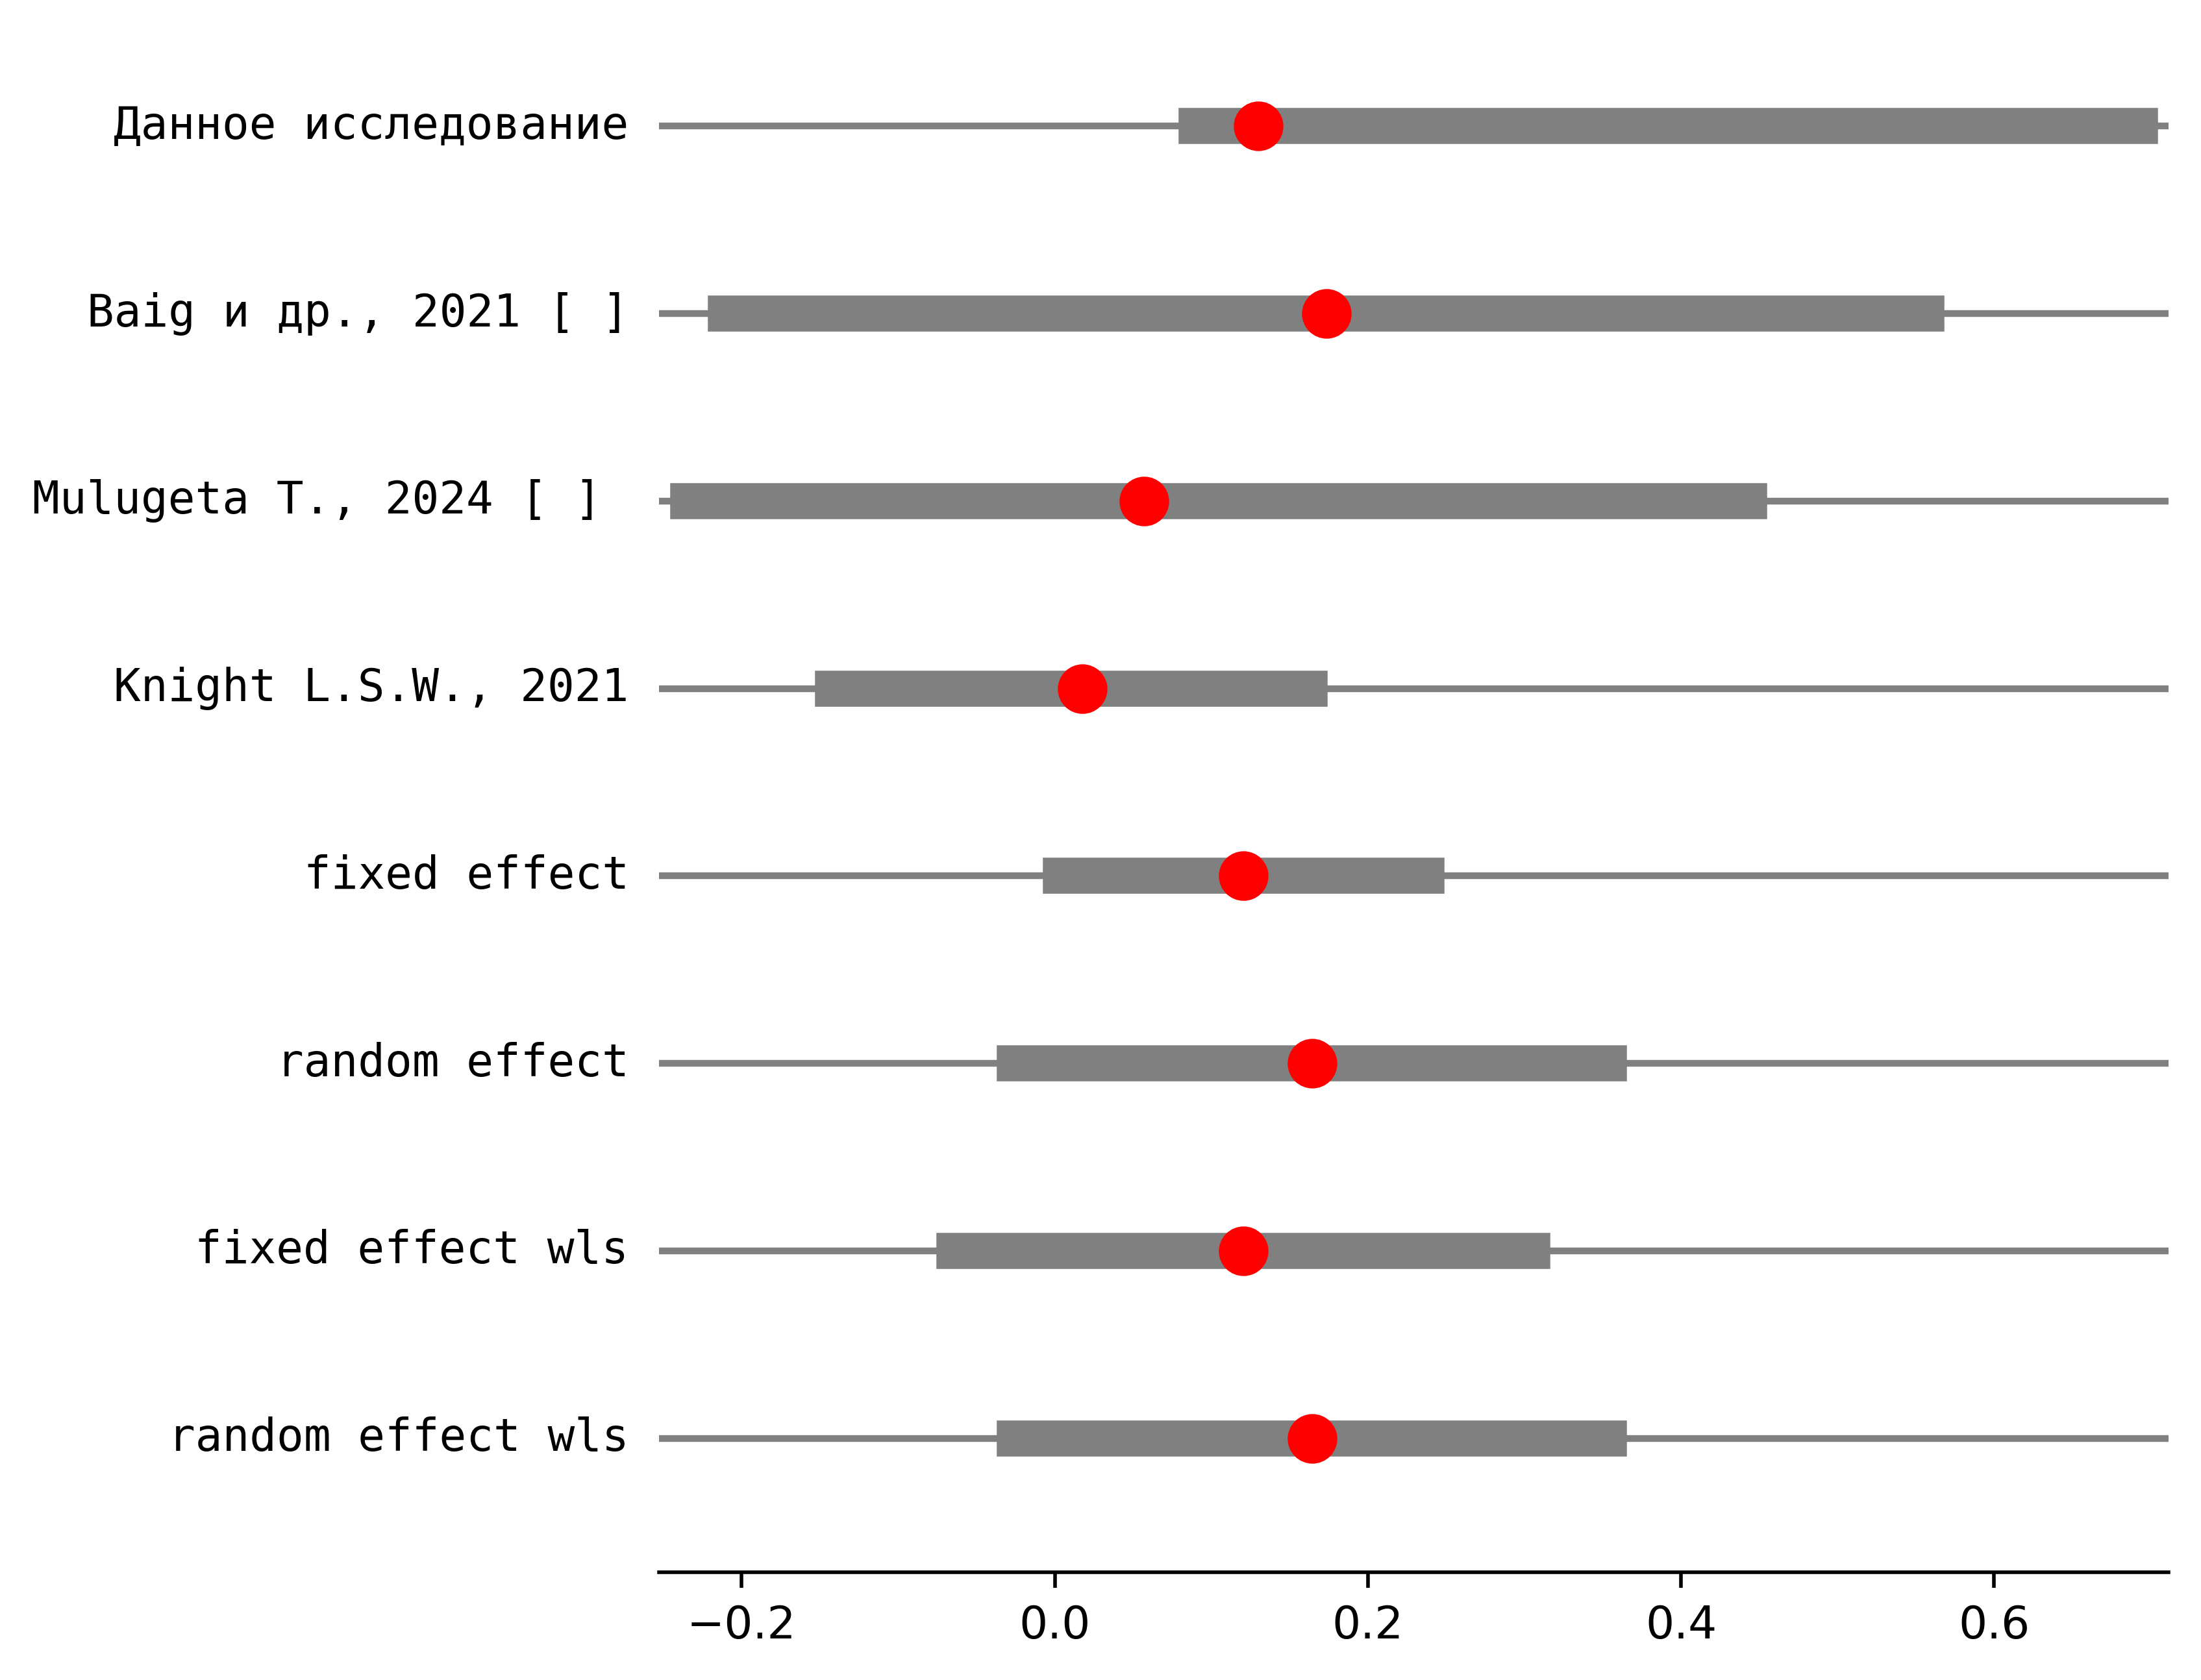 Данное исследование
Baig и др., 2021 [ ]
Mulugeta T., 2024 [ ]
Knight L.S.W., 2021
fixed effect
random effect
fixed effect wls
random effect wls
−0.2 0.0 0.2 0.4 0.6